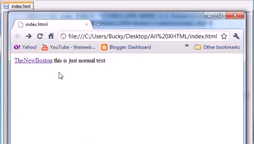 index.html
index.html
file:///C:/Users/Bucky/Desktop/All%20XHTML/index.html
Yahoo! YouTube - thenewb... Blogger: Dashboard » Other bookmarks
TheNewBoston this is just normal text